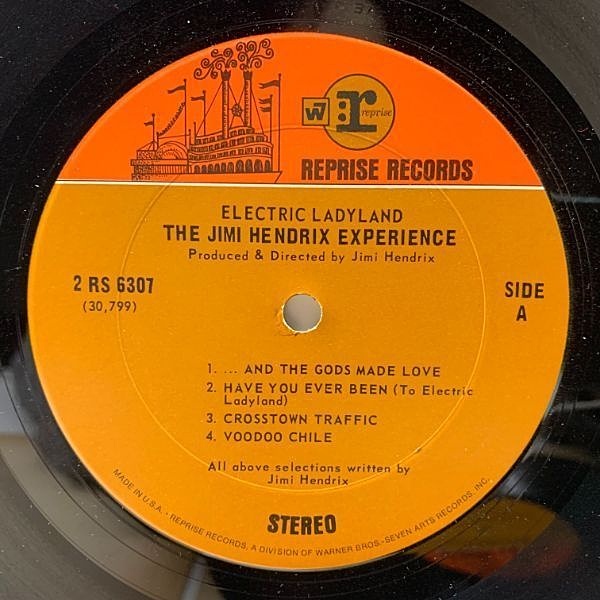 W7
r
reprise
REPRISE RECORDS
ELECTRIC LADYLAND
THE JIMI HENDRIX EXPERIENCE
Produced & Directed by Jimi Hendrix
2 RS 6307
(30,799)
SIDE
A
1. ... AND THE GODS MADE LOVE
2. HAVE YOU EVER BEEN (To Electric
Ladyland)
3. CROSSTOWN TRAFFIC
4. VOODOO CHILE
All above selections written by
Jimi Hendrix
STEREO
MADE IN U.S.A. - REPRISE RECORDS, A DIVISION OF WARNER BROS.-SEVEN ARTS RECORDS, INC.